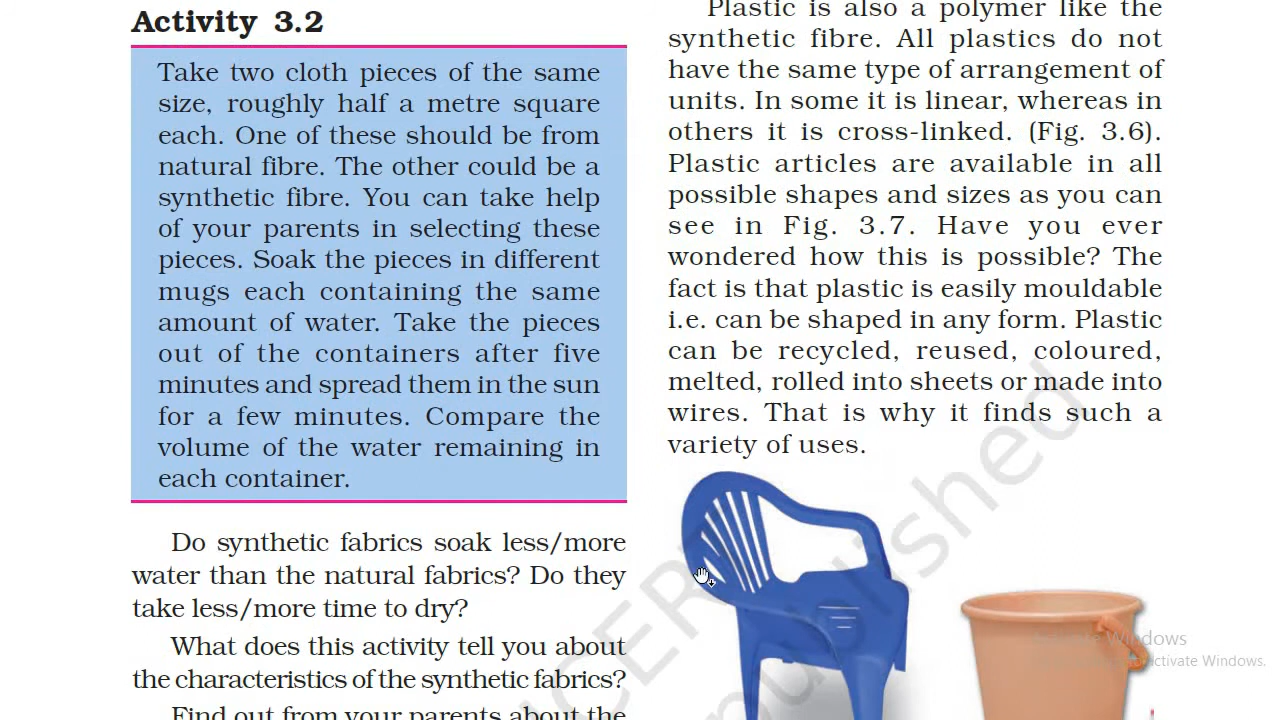 Activity 3.2
Take two cloth pieces of the same
size, roughly half a metre square
each. One of these should be from
natural fibre. The other could be a
synthetic fibre. You can take help
of your parents in selecting these
pieces. Soak the pieces in different
mugs each containing the same
amount of water. Take the pieces
out of the containers after five
minutes and spread them in the sun
for a few minutes. Compare the
volume of the water remaining in
each container.
Do synthetic fabrics soak less/more
water than the natural fabrics? Do they
take less/more time to dry?
What does this activity tell you about
the characteristics of the synthetic fabrics?
Find out from your parents about the
Plastic is also a polymer like the
synthetic fibre. All plastics do not
have the same type of arrangement of
units. In some it is linear, whereas in
others it is cross-linked. (Fig. 3.6).
Plastic articles are available in all
possible shapes and sizes as you can
see in Fig. 3.7. Have you ever
wondered how this is possible? The
fact is that plastic is easily mouldable
i.e. can be shaped in any form. Plastic
can be recycled, reused, coloured,
melted, rolled into sheets or made into
wires. That is why it finds such a
variety of uses.
Windows
Activate Windows.